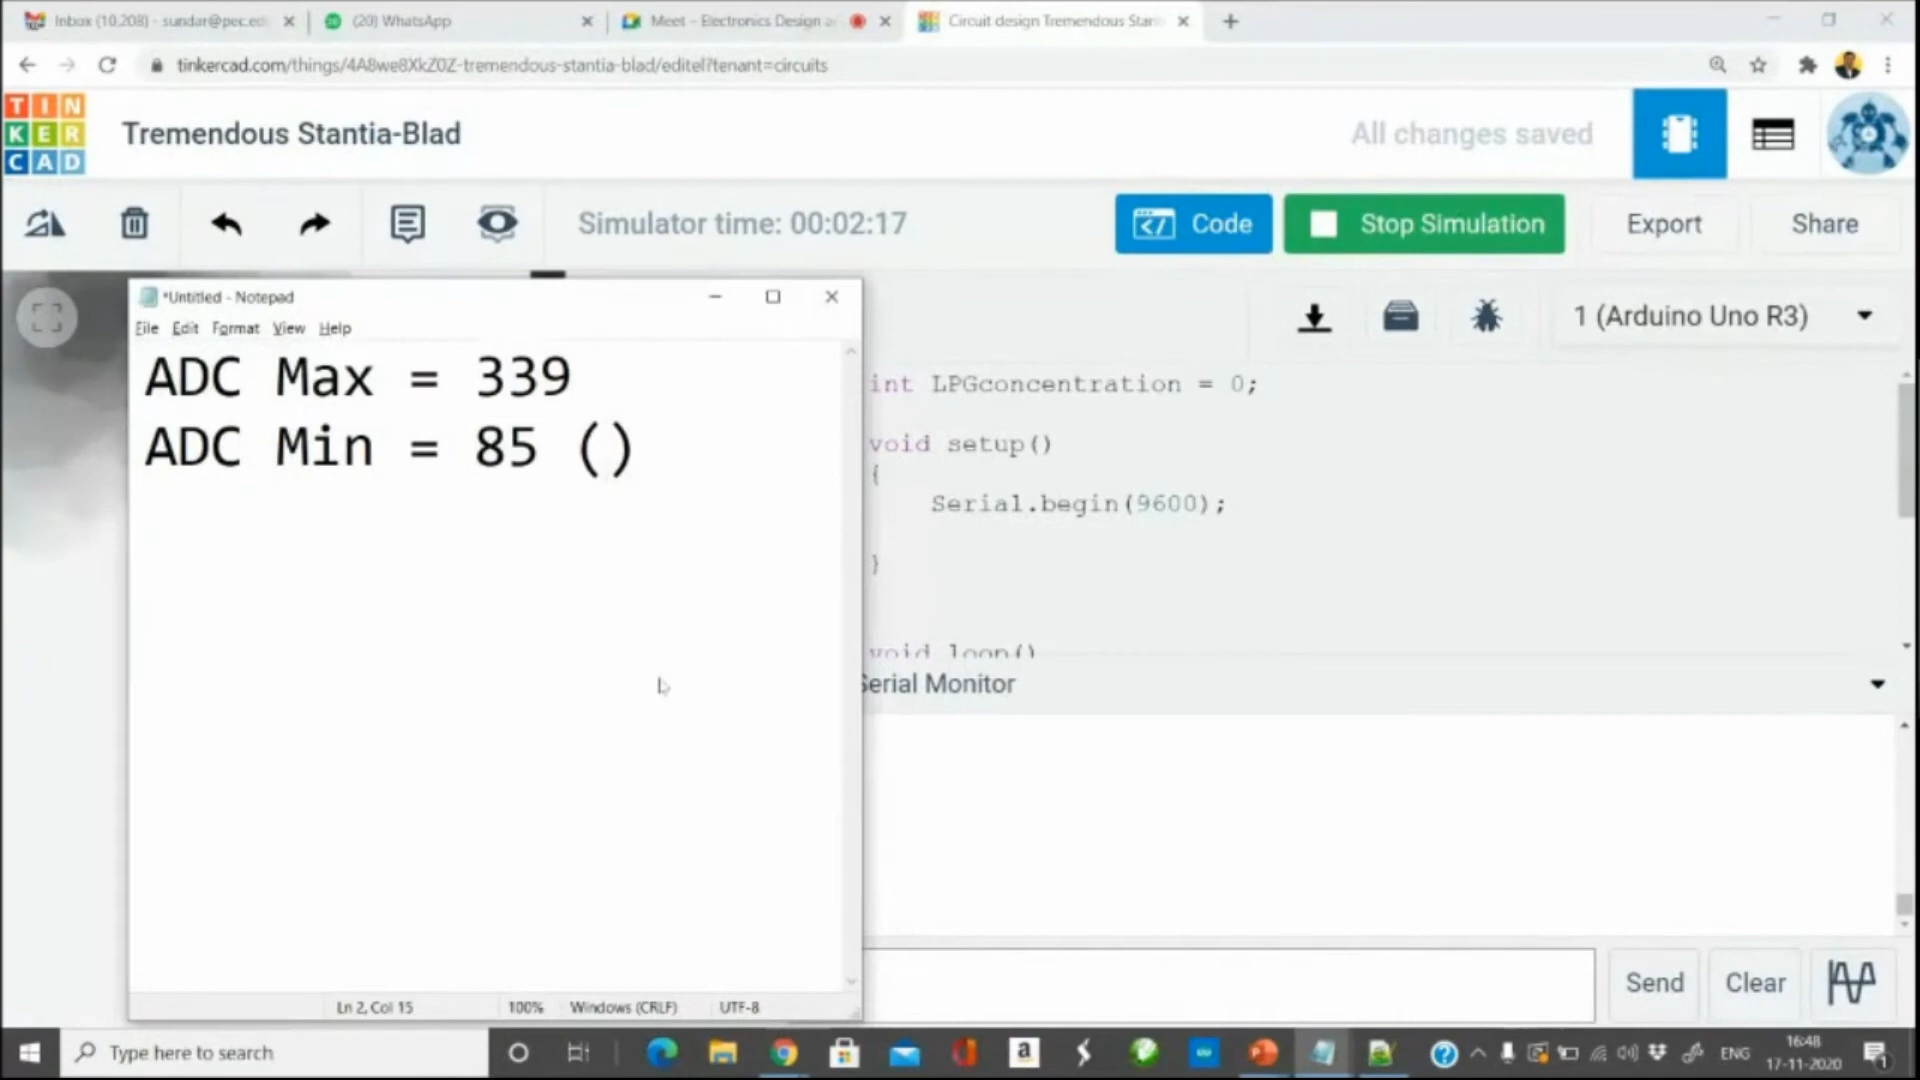 Inbox (10,208) - sundar@pec.ed
(20) WhatsApp
Meet - Electronics Design a
Circuit design Tremendous Stant
tinkercad.com/things/4A8we8XkZ0Z-tremendous-stantia-blad/editel?tenant=circuits
TIN
KER
CAD
Tremendous Stantia-Blad
All changes saved
Simulator time: 00:02:17
Code
Stop Simulation
Export
Share
*Untitled - Notepad
File Edit Format View Help
ADC Max = 339
ADC Min = 85 ()
Ln 2, Col 15
100%
Windows (CRLF)
UTF-8
1 (Arduino Uno R3)
int LPGconcentration = 0;
void setup()
{
Serial.begin(9600);
}
void loop()
Serial Monitor
Send
Clear
Type here to search
ENG
16:48
17-11-2020